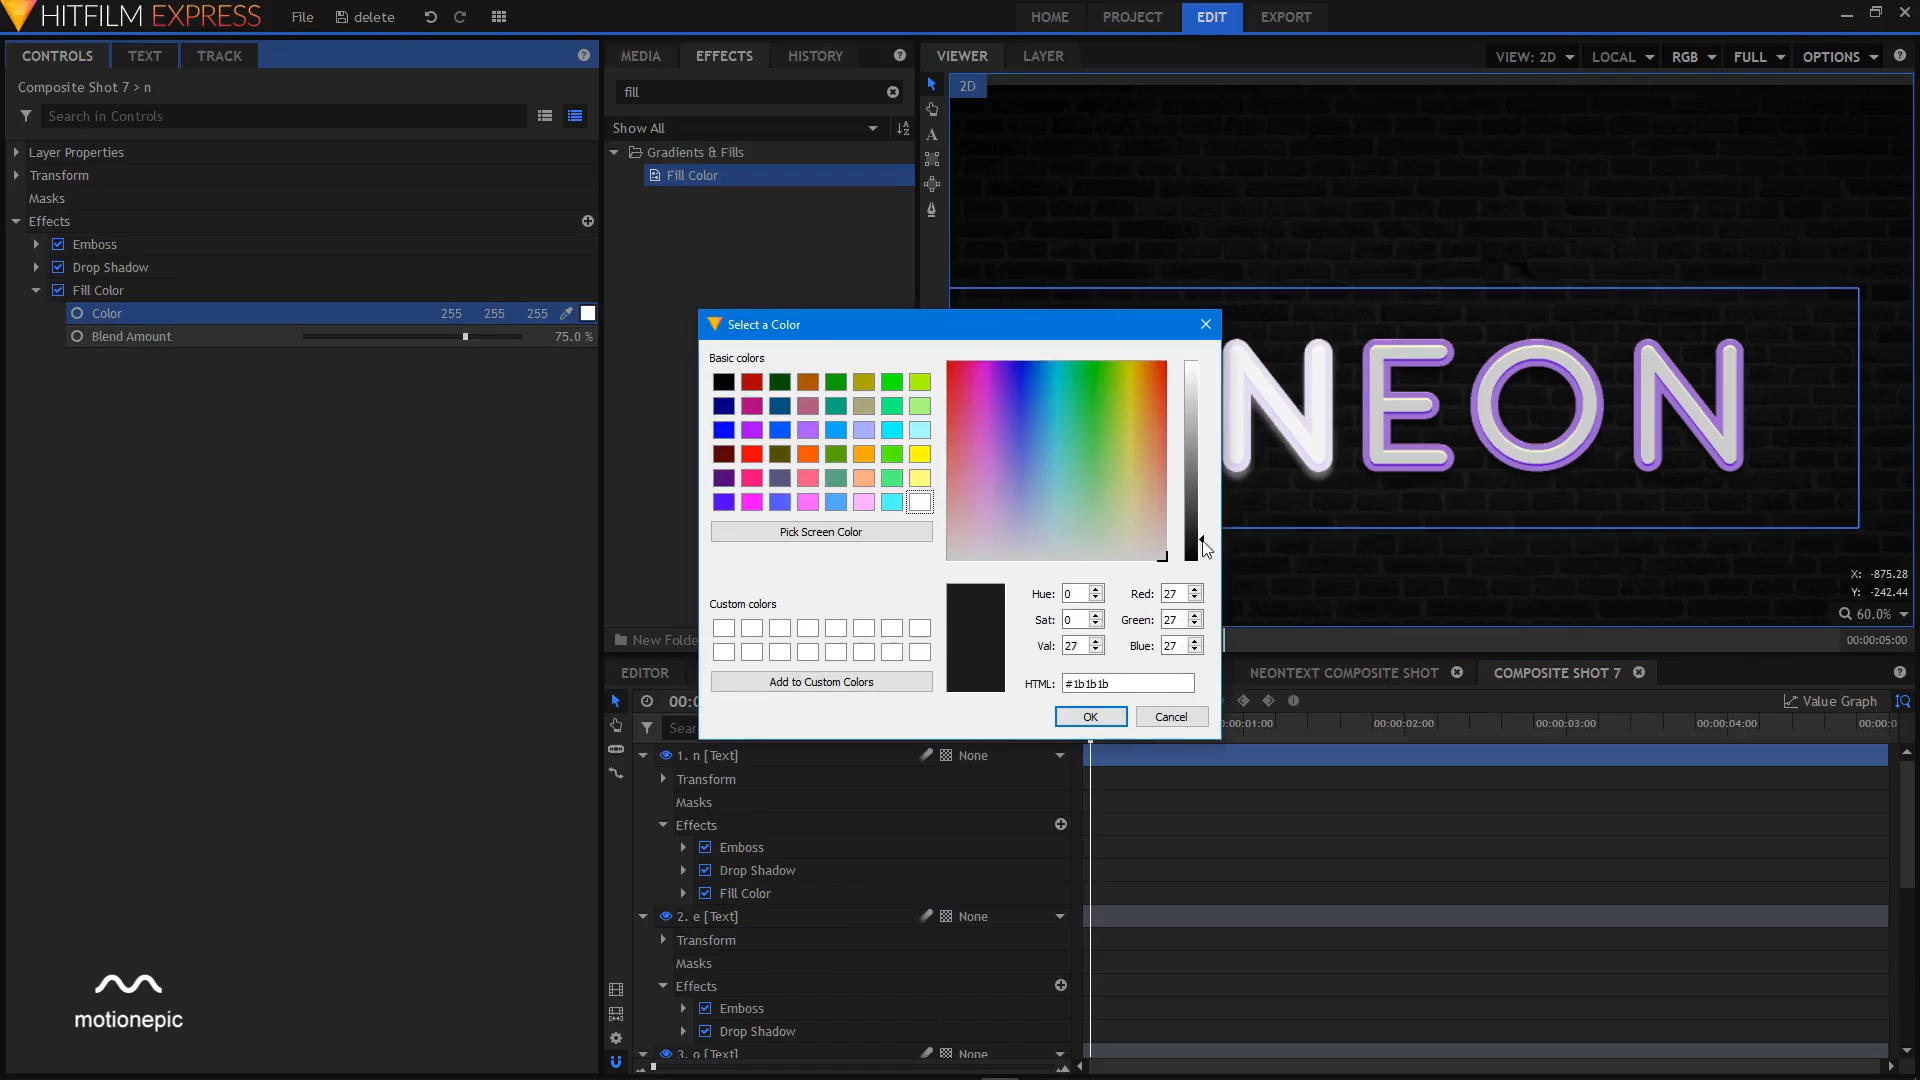 HITFILM EXPRESS
File
delete
HOME
PROJECT
EDIT
EXPORT
CONTROLS
TEXT
TRACK
Composite Shot 7 > n
Search in Controls
Layer Properties
Transform
Masks
Effects
Emboss
Drop Shadow
Fill Color
Color 255 255 255
Blend Amount 75.0 %
motionepic
MEDIA
EFFECTS
HISTORY
fill
Show All
Gradients & Fills
Fill Color
New Folde
VIEWER
LAYER
VIEW: 2D
LOCAL
RGB
FULL
OPTIONS
2D
NEON
X: -875.28
Y: -242.44
60.0%
00:00:05:00
Select a Color
Basic colors
Pick Screen Color
Custom colors
Add to Custom Colors
Hue: 0
Red: 27
Sat: 0
Green: 27
Val: 27
Blue: 27
HTML: #1b1b1b
OK
Cancel
EDITOR
NEONTEXT COMPOSITE SHOT
COMPOSITE SHOT 7
00:0
Value Graph
Sear
0:00:01:00
00:00:02:00
00:00:03:00
00:00:04:00
00:00:0
1. n [Text]
None
Transform
Masks
Effects
Emboss
Drop Shadow
Fill Color
2. e [Text]
None
Transform
Masks
Effects
Emboss
Drop Shadow
3. o [Text]
None